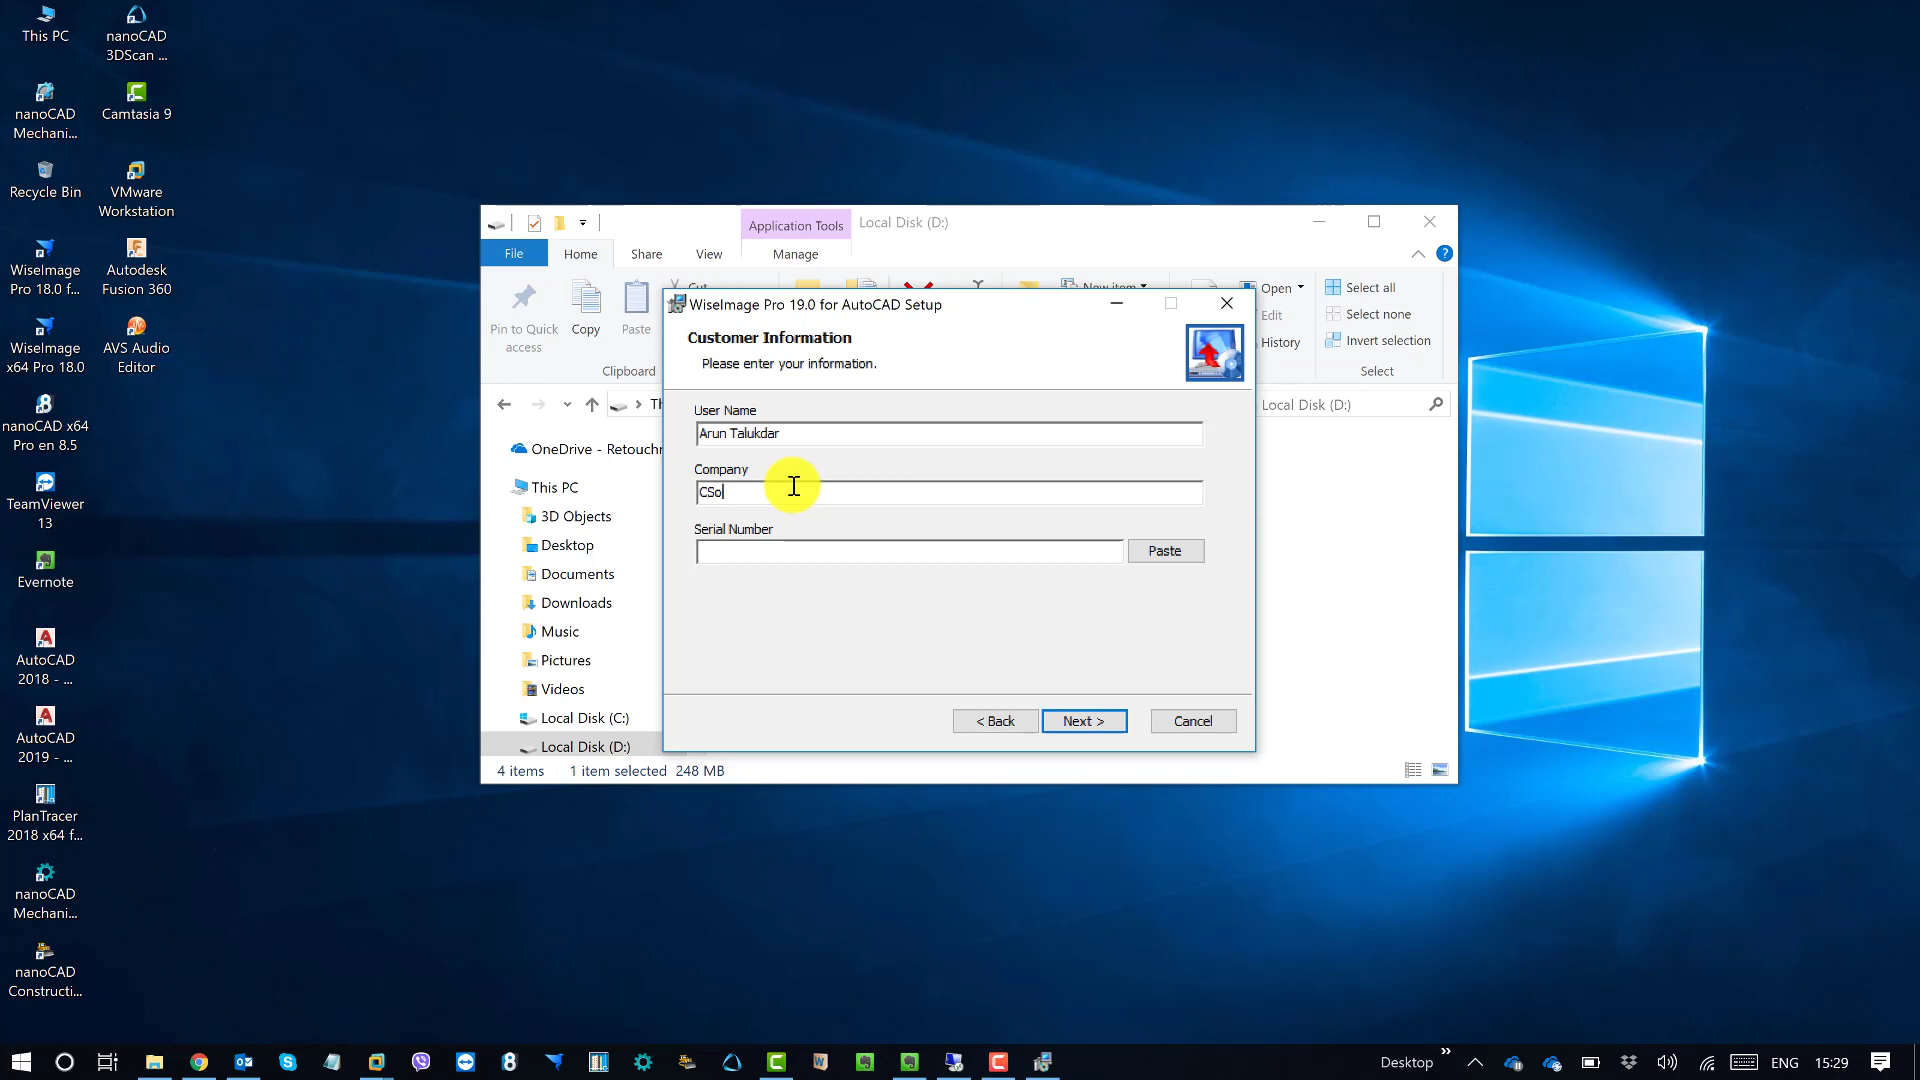 This PC
nanoCAD
3DScan ...
nanoCAD
Mechani...
Camtasia 9
Recycle Bin
VMware
Workstation
WiseImage
Pro 18.0 f...
Autodesk
Fusion 360
WiseImage
x64 Pro 18.0
AVS Audio
Editor
nanoCAD x64
Pro en 8.5
TeamViewer
13
Evernote
AutoCAD
2018 - ...
AutoCAD
2019 - ...
PlanTracer
2018 x64 f...
nanoCAD
Mechani...
nanoCAD
Constructi...
Application Tools
Local Disk (D:)
File
Home
Share
View
Manage
Pin to Quick
access
Copy
Paste
Cut
New item
Open
Edit
History
Select all
Select none
Invert selection
Clipboard
Select
Local Disk (D:)
OneDrive - Retouch
This PC
3D Objects
Desktop
Documents
Downloads
Music
Pictures
Videos
Local Disk (C:)
Local Disk (D:)
4 items 1 item selected 248 MB
WiseImage Pro 19.0 for AutoCAD Setup
Customer Information
Please enter your information.
User Name
Arun Talukdar
Company
CSo
Serial Number
Paste
< Back
Next >
Cancel
Desktop
ENG
15:29